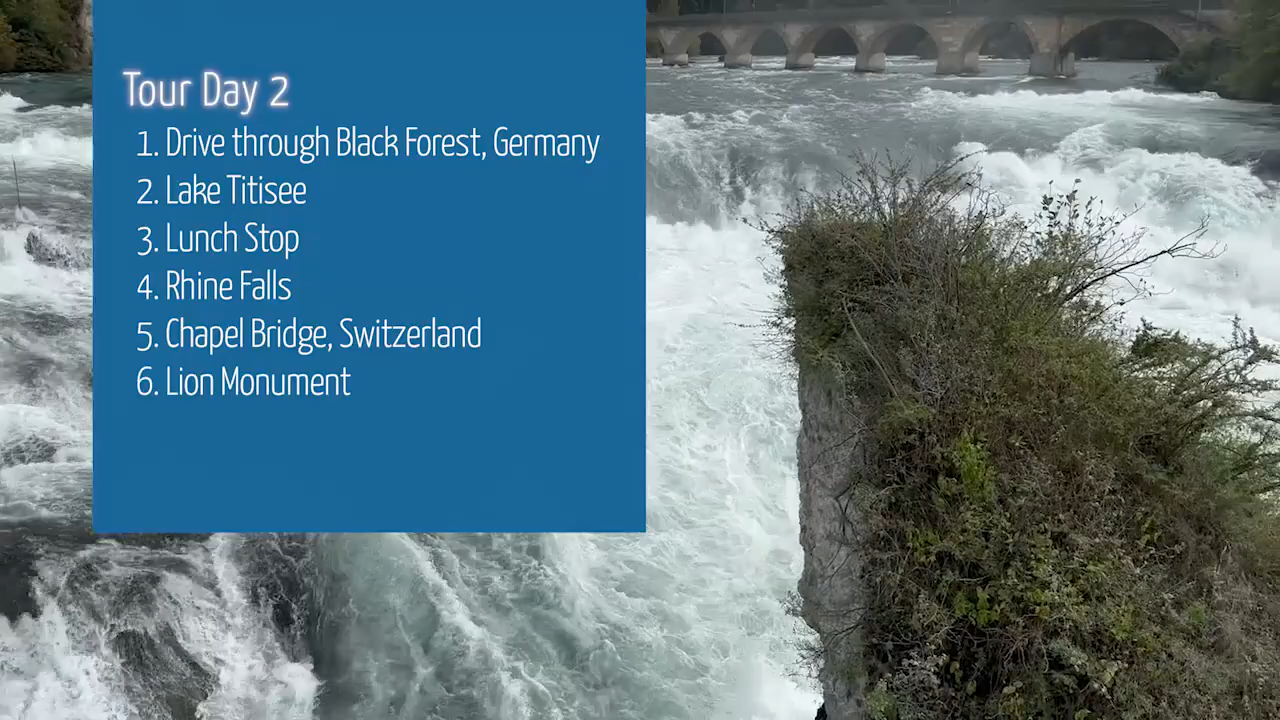 Tour Day 2
1. Drive through Black Forest, Germany
2. Lake Titisee
3. Lunch Stop
4. Rhine Falls
5. Chapel Bridge, Switzerland
6. Lion Monument